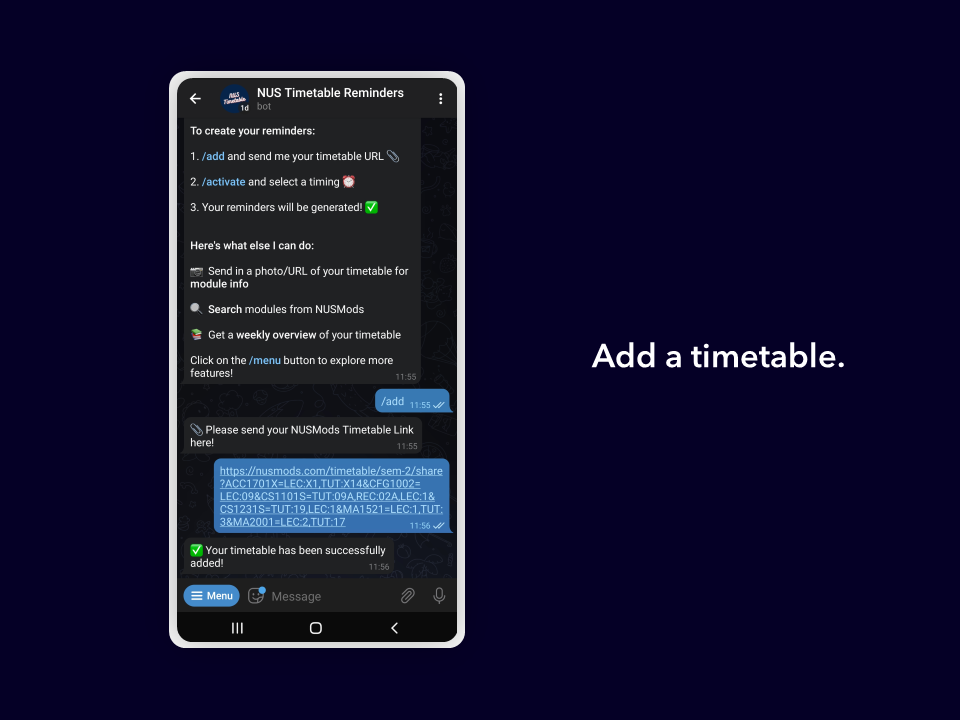 NUS Timetable Reminders
bot
NUS
Timetable
1d
To create your reminders:
1. /add and send me your timetable URL 📎
2. /activate and select a timing ⏰
3. Your reminders will be generated! ✅
Here's what else I can do:
📷 Send in a photo/URL of your timetable for
module info
🔍 Search modules from NUSMods
📚 Get a weekly overview of your timetable
Click on the /menu button to explore more
features!
11:55
/add 11:55
📎 Please send your NUSMods Timetable Link
here!
11:55
https://nusmods.com/timetable/sem-2/share
?ACC1701X=LEC:X1,TUT:X14&CFG1002=
LEC:09&CS1101S=TUT:09A,REC:02A,LEC:1&
CS1231S=TUT:19,LEC:1&MA1521=LEC:1,TUT:
3&MA2001=LEC:2,TUT:17
11:56
✅ Your timetable has been successfully
added!
11:56
Menu
Message
Add a timetable.